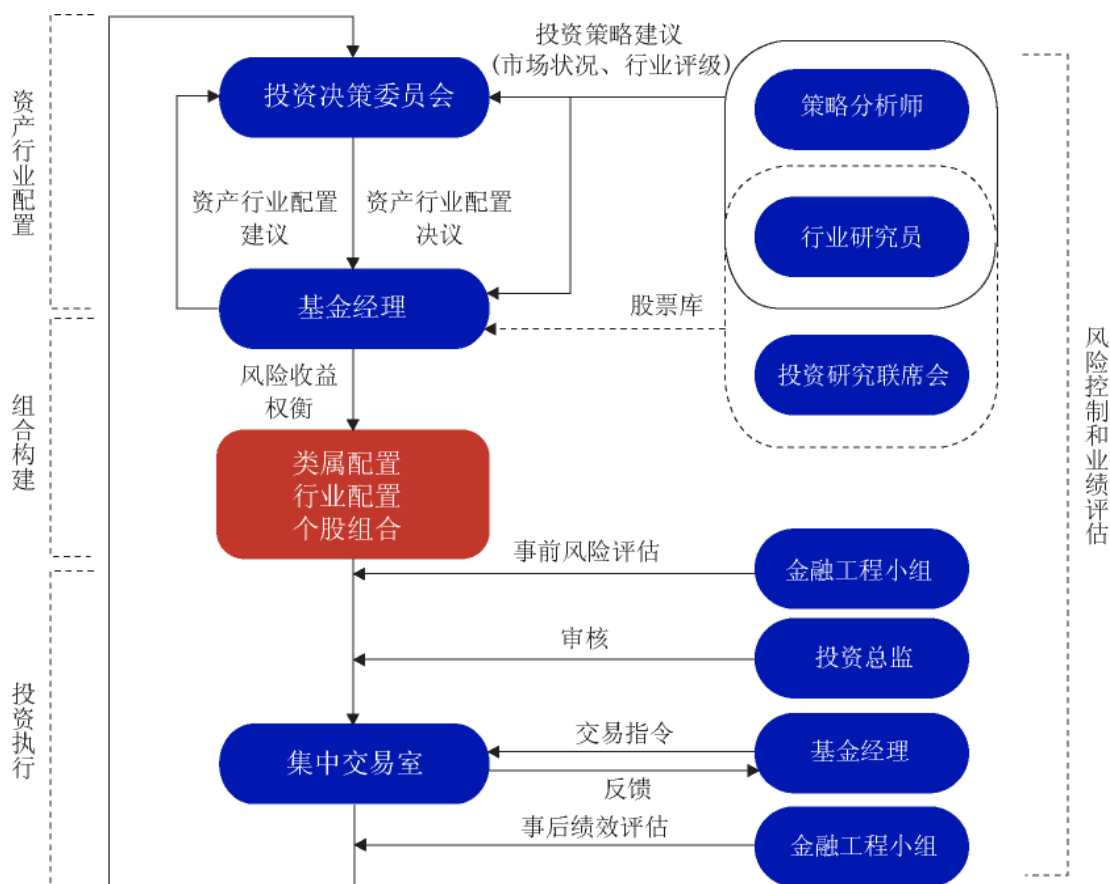 投资策略建议
(市场状况、行业评级)
投资决策委员会
策略分析师
资产行业配置
资产行业配置
建议
资产行业配置
决议
行业研究员
基金经理
股票库
风险收益
权衡
投资研究联席会
组合构建
类属配置
行业配置
个股组合
风险控制和业绩评估
事前风险评估
金融工程小组
审核
投资总监
投资执行
集中交易室
交易指令
反馈
基金经理
事后绩效评估
金融工程小组